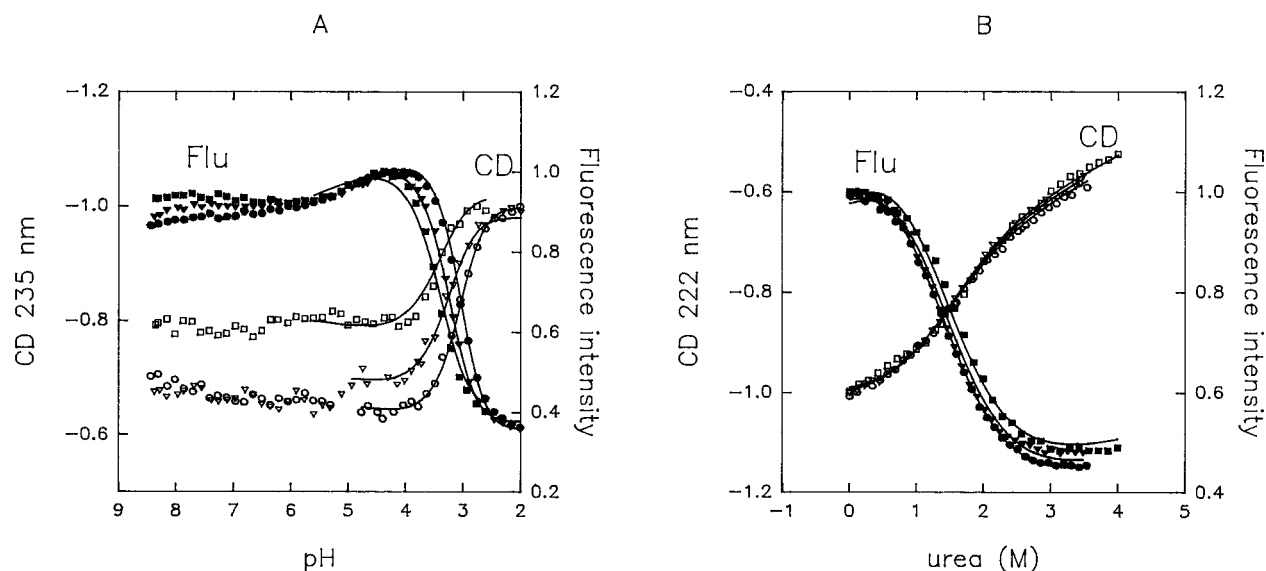 A
B
−1.2
−1.0
−0.8
−0.6
CD 235 nm
Flu
CD
1.2
1.0
0.8
0.6
0.4
0.2
Fluorescence intensity
9 8 7 6 5 4 3 2
pH
−0.4
−0.6
−0.8
−1.0
−1.2
CD 222 nm
Flu
CD
1.2
1.0
0.8
0.6
0.4
Fluorescence intensity
−1 0 1 2 3 4 5
urea (M)